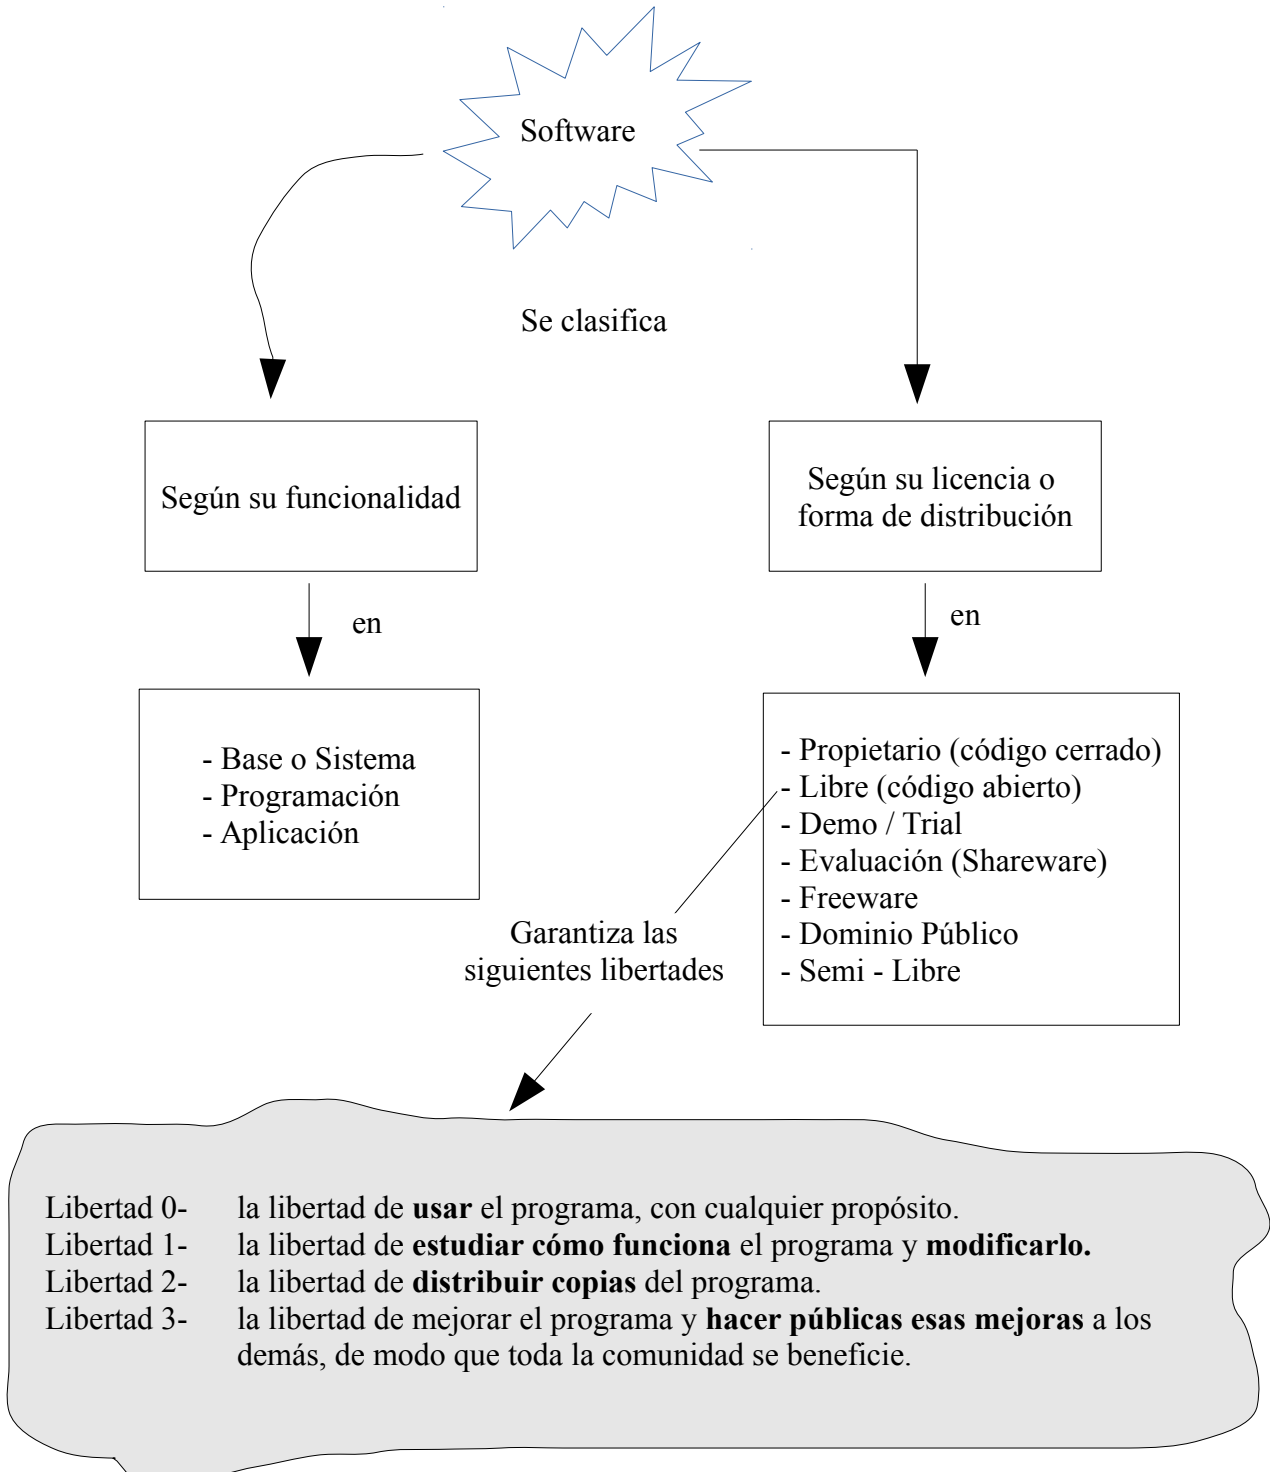 Software
Se clasifica
Según su funcionalidad
Según su licencia o
forma de distribución
en
en
- Base o Sistema
- Programación
- Aplicación
- Propietario (código cerrado)
- Libre (código abierto)
- Demo / Trial
- Evaluación (Shareware)
- Freeware
- Dominio Público
- Semi - Libre
Garantiza las
siguientes libertades
Libertad 0- la libertad de usar el programa, con cualquier propósito.
Libertad 1- la libertad de estudiar cómo funciona el programa y modificarlo.
Libertad 2- la libertad de distribuir copias del programa.
Libertad 3- la libertad de mejorar el programa y hacer públicas esas mejoras a los
demás, de modo que toda la comunidad se beneficie.